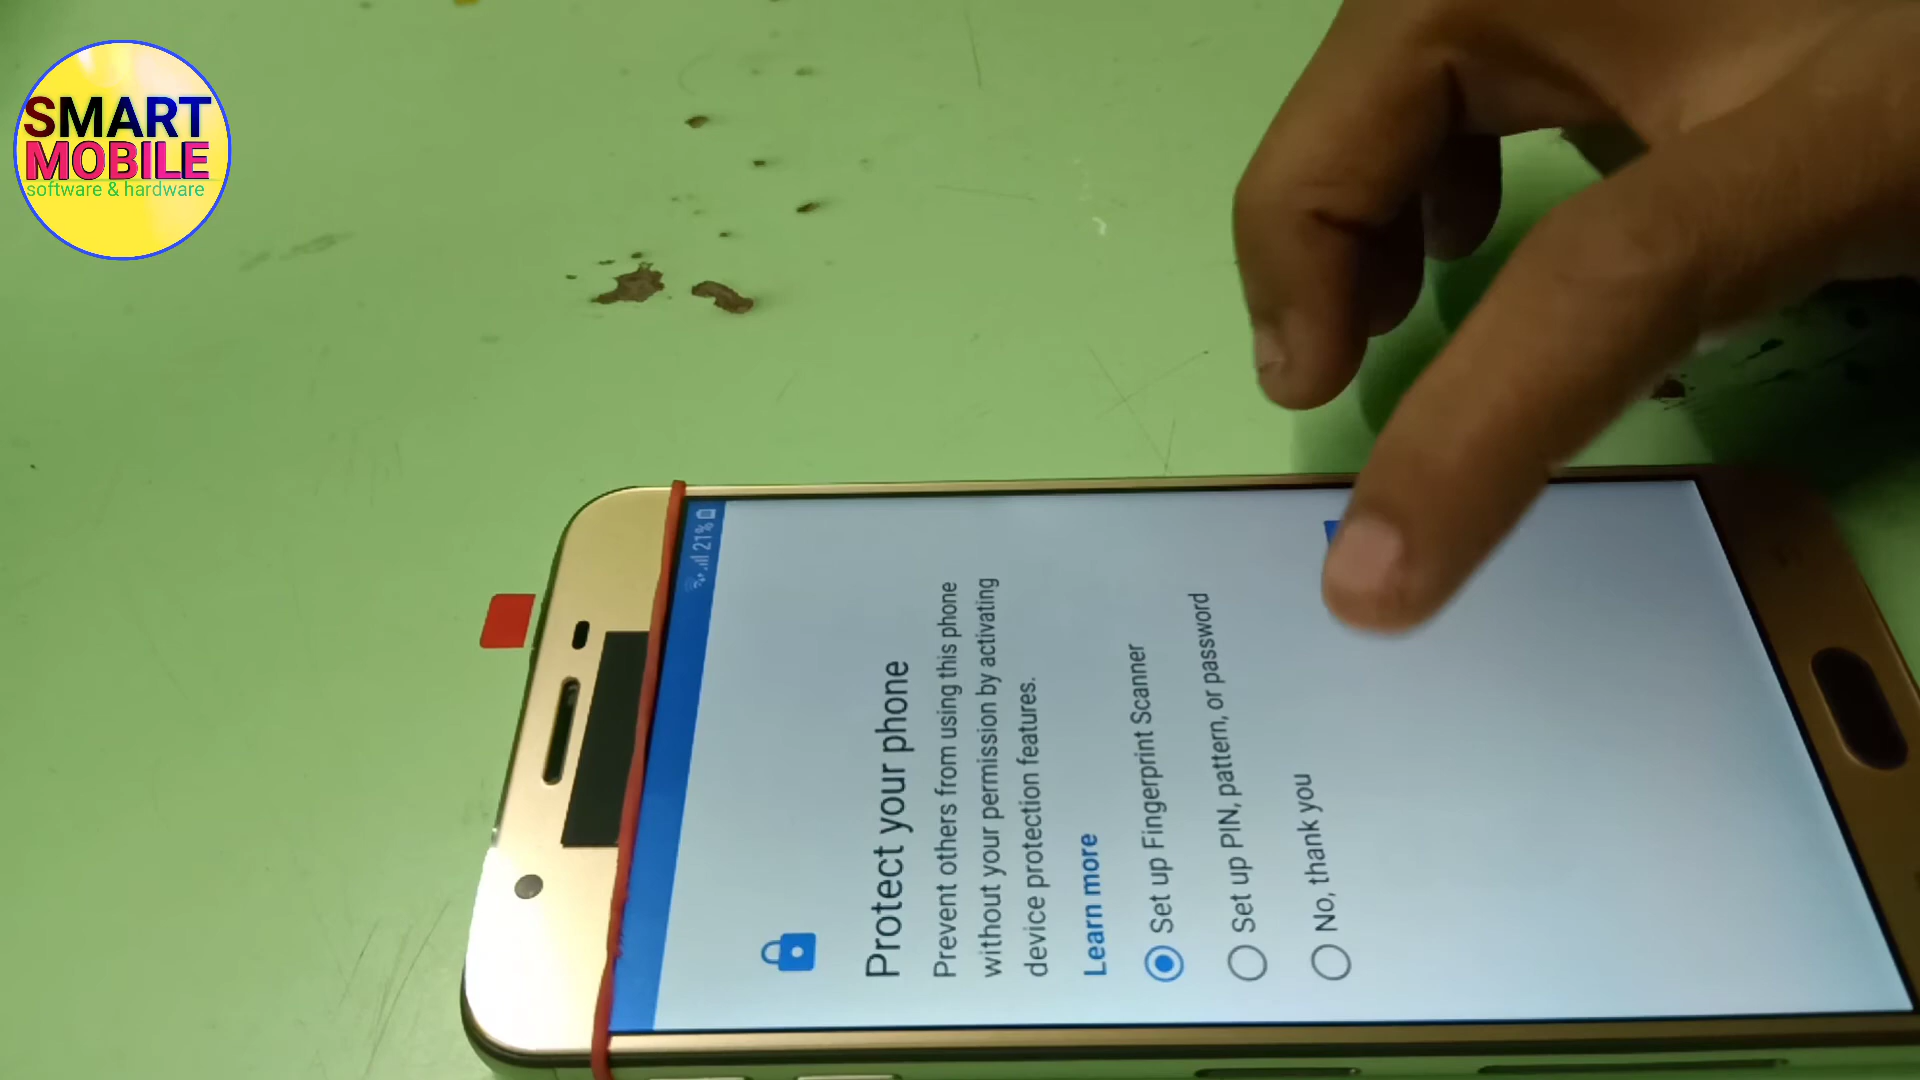 SMART
MOBILE
software & hardware
21%
Protect your phone
Prevent others from using this phone
without your permission by activating
device protection features.
Learn more
Set up Fingerprint Scanner
Set up PIN, pattern, or password
No, thank you